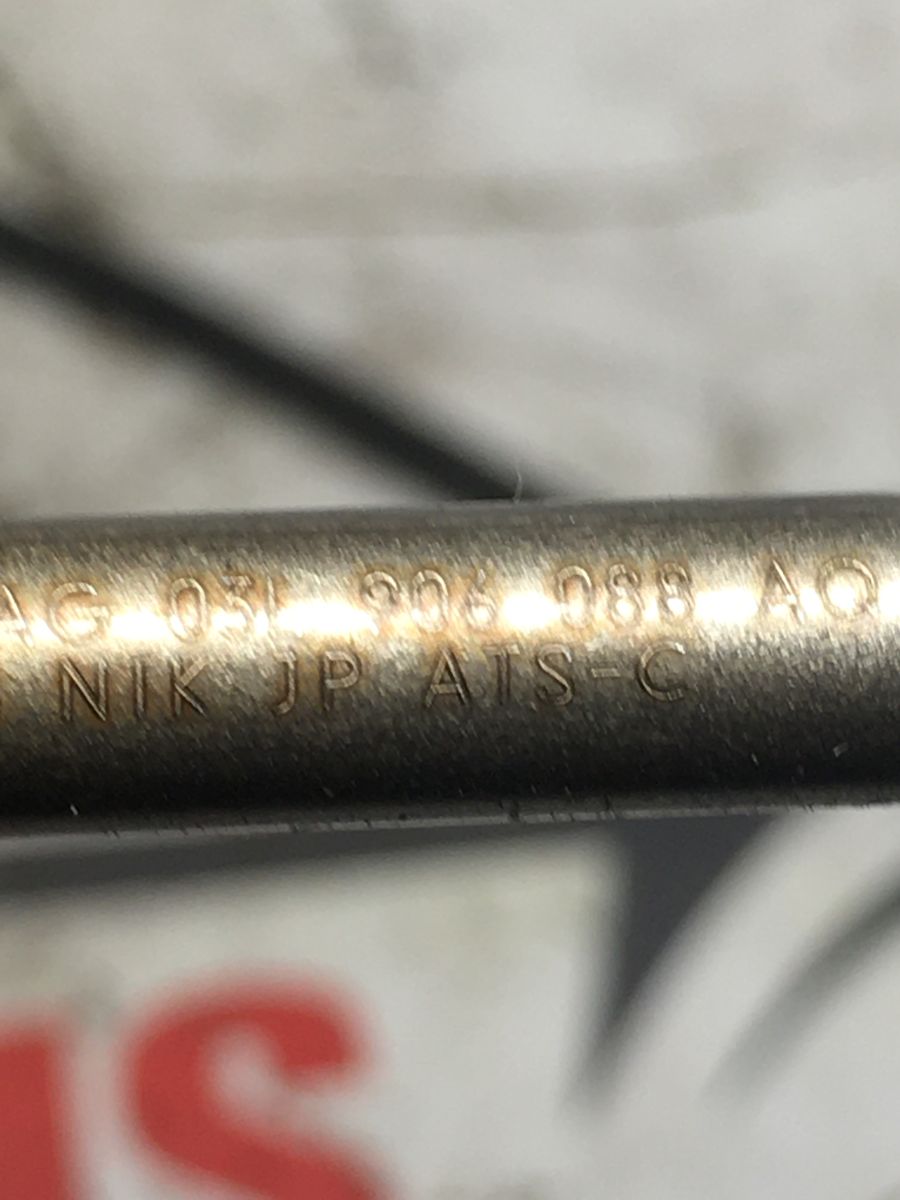 AG 03L 906 088 AQ
NIK JP ATS-C